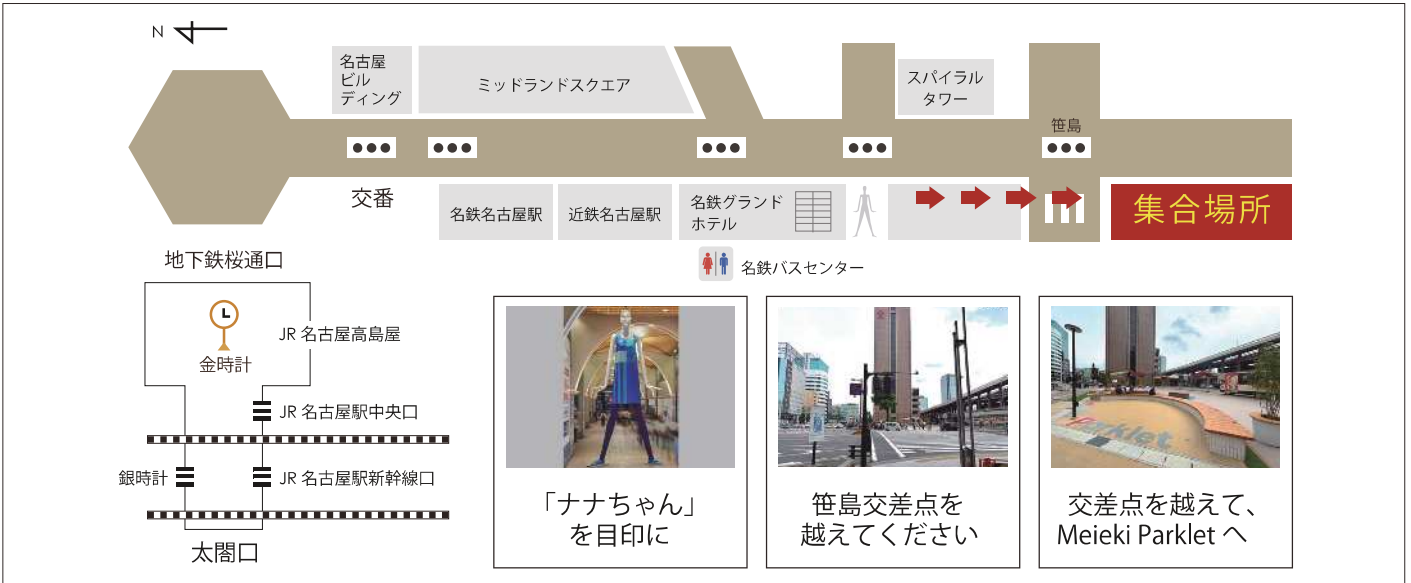 N
名古屋
ビル
ディング
ミッドランドスクエア
スパイラル
タワー
笹島
交番
名鉄名古屋駅
近鉄名古屋駅
名鉄グランド
ホテル
集合場所
名鉄バスセンター
地下鉄桜通口
JR 名古屋高島屋
金時計
JR 名古屋駅中央口
銀時計
JR 名古屋駅新幹線口
太閤口
Parklet
「ナナちゃん」
を目印に
笹島交差点を
越えてください
交差点を越えて、
Meieki Parklet へ